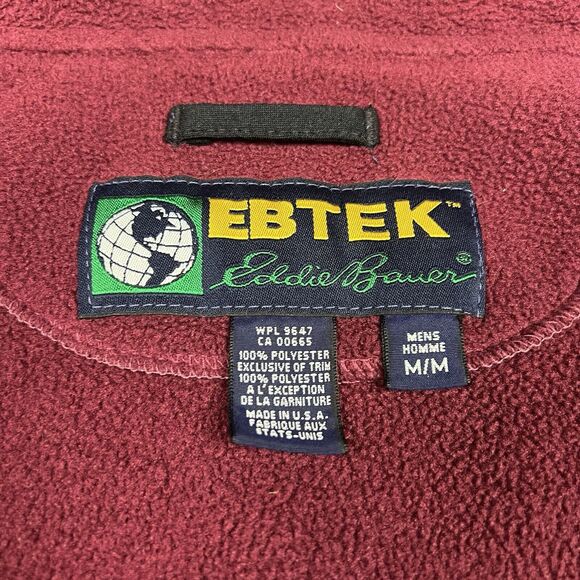 EBTEK™
Eddie Bauer®
WPL 9647
CA 00665
100% POLYESTER
EXCLUSIVE OF TRIM
100% POLYESTER
A L'EXCEPTION
DE LA GARNITURE
MADE IN U.S.A.
FABRIQUE AUX
ETATS-UNIS
MENS
HOMME
M/M